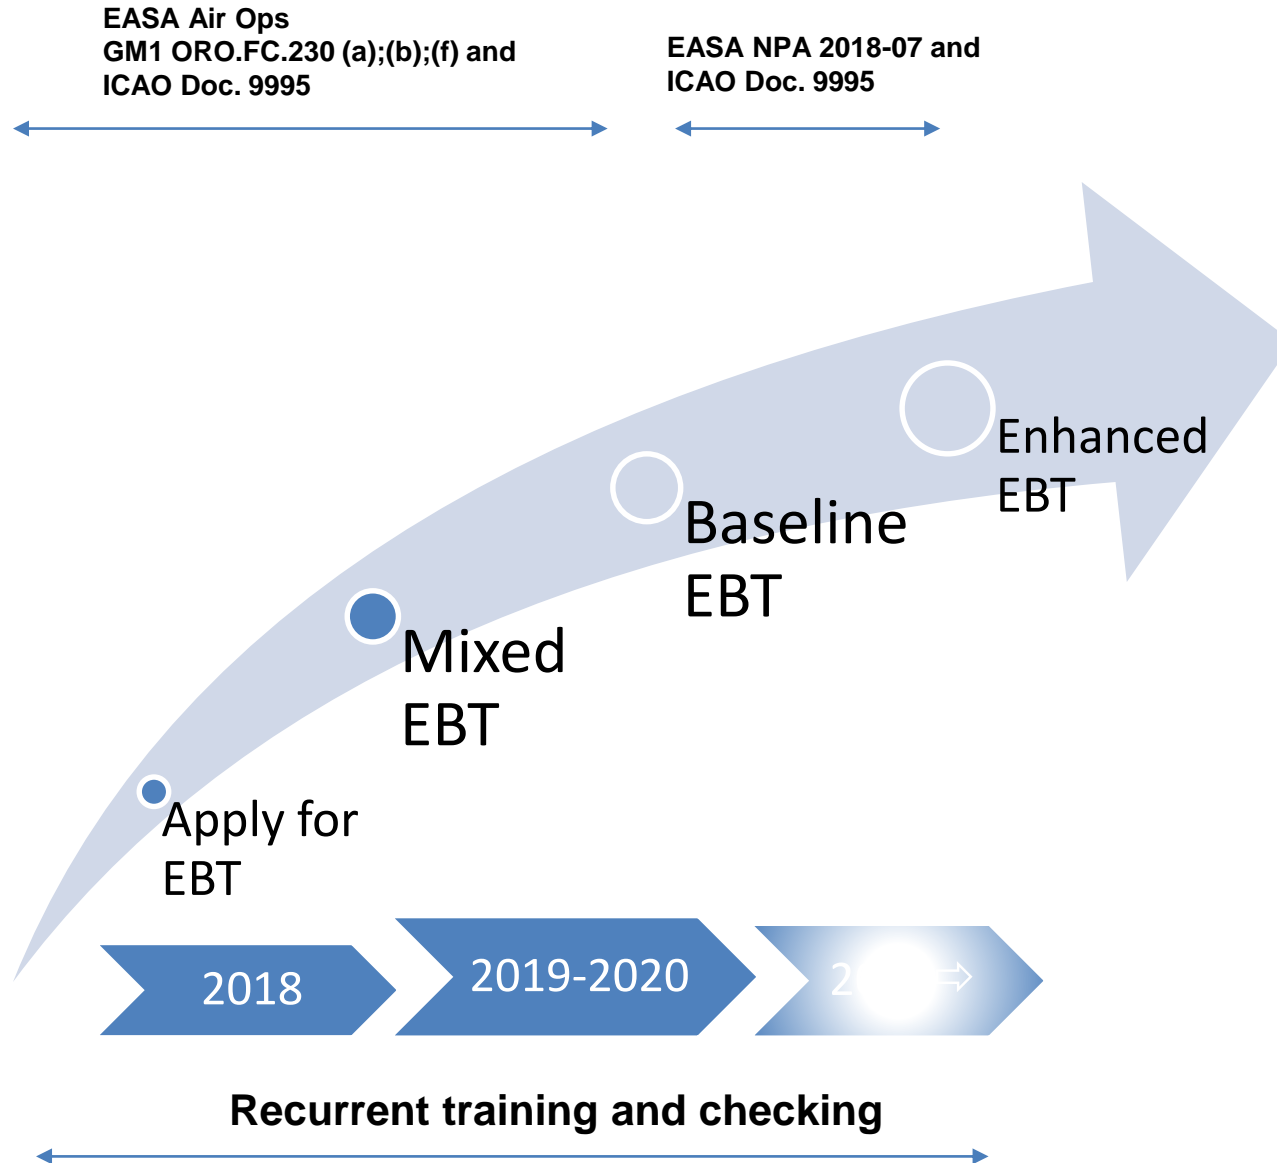 EASA Air Ops
GM1 ORO.FC.230 (a);(b);(f) and
ICAO Doc. 9995
EASA NPA 2018-07 and
ICAO Doc. 9995
Enhanced
EBT
Baseline
EBT
Mixed
EBT
Apply for
EBT
2018
2019-2020
Recurrent training and checking